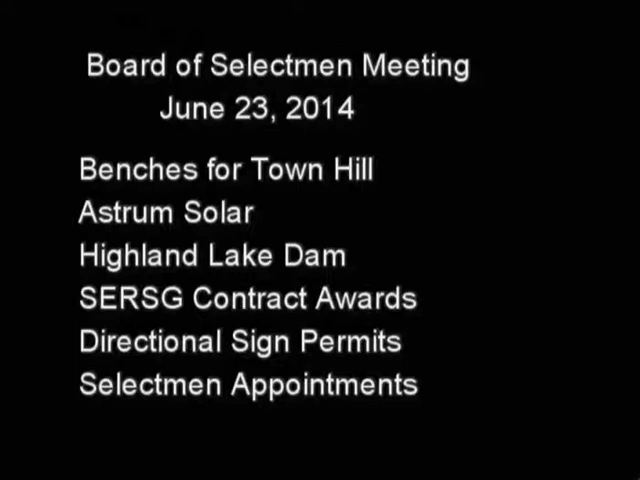 Board of Selectmen Meeting
June 23, 2014
Benches for Town Hill
Astrum Solar
Highland Lake Dam
SERSG Contract Awards
Directional Sign Permits
Selectmen Appointments